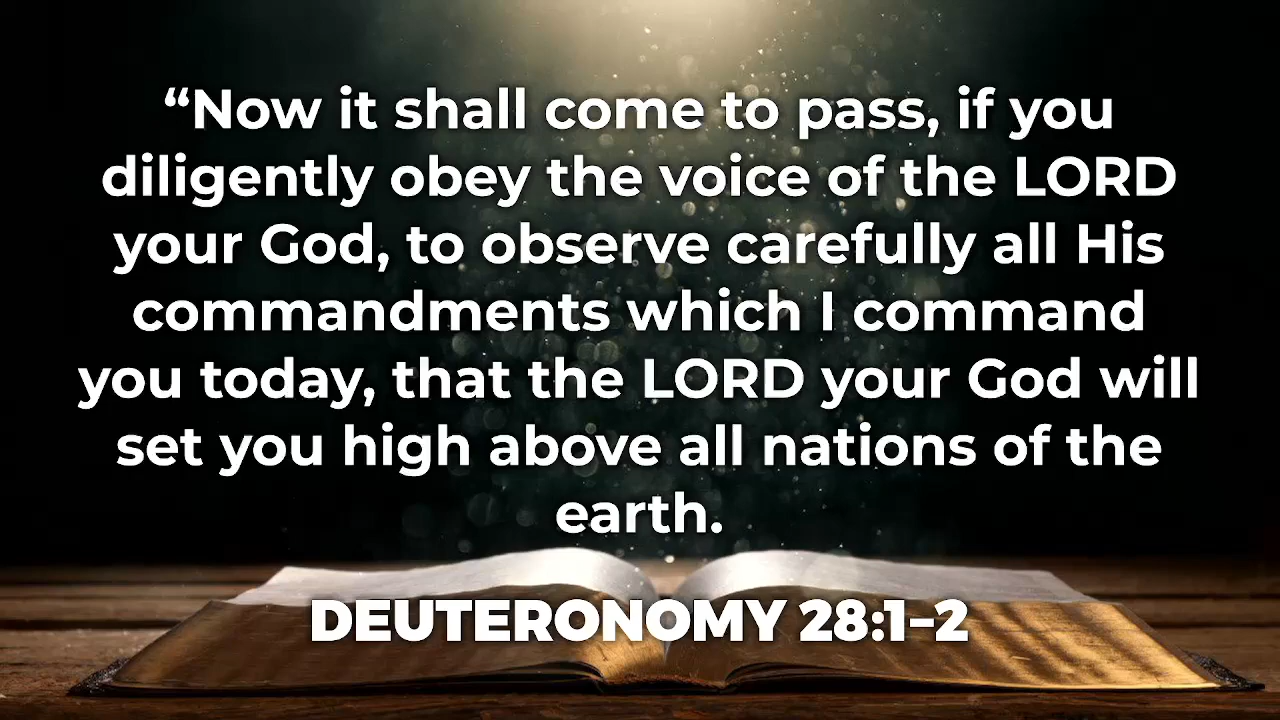 “Now it shall come to pass, if you
diligently obey the voice of the LORD
your God, to observe carefully all His
commandments which I command
you today, that the LORD your God will
set you high above all nations of the
earth.
DEUTERONOMY 28:1-2